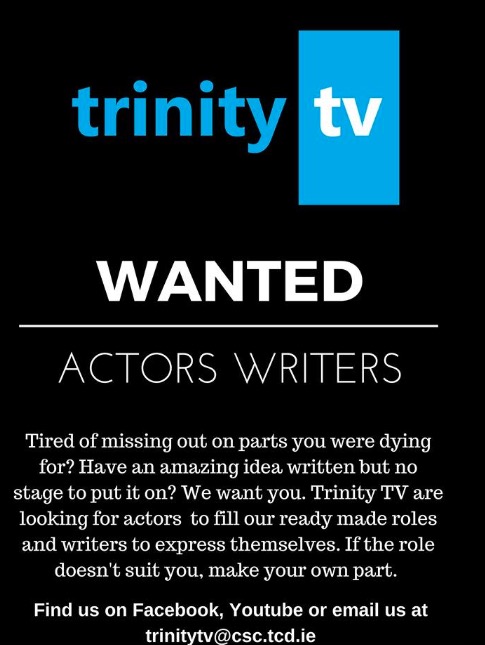 trinity tv
WANTED
ACTORS WRITERS
Tired of missing out on parts you were dying
for? Have an amazing idea written but no
stage to put it on? We want you. Trinity TV are
looking for actors to fill our ready made roles
and writers to express themselves. If the role
doesn't suit you, make your own part.
Find us on Facebook, Youtube or email us at
trinitytv@csc.tcd.ie